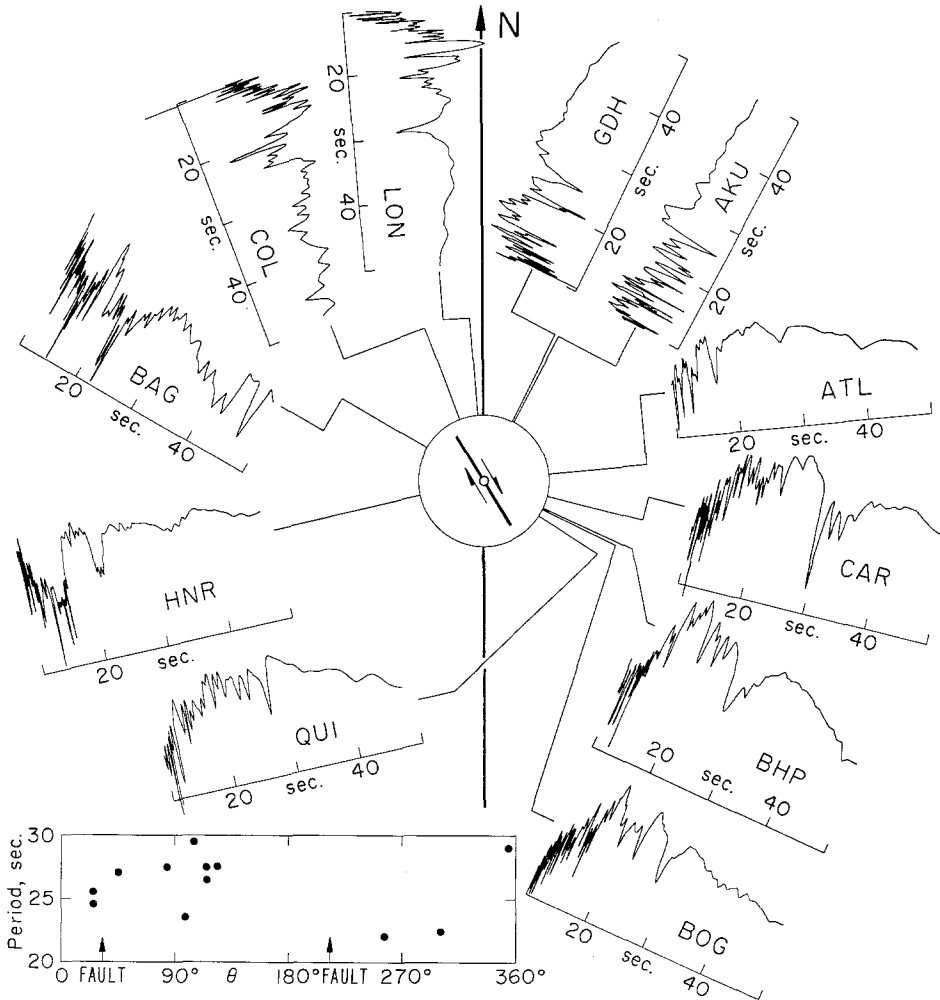 N
20
sec.
40
LON
20
sec.
40
COL
GDH
40
sec.
20
AKU
40
sec.
20
BAG
20
sec.
40
ATL
20 sec. 40
CAR
20 sec. 40
HNR
20 sec.
QUI
20 sec. 40
BHP
20 sec. 40
BOG
20 sec. 40
Period, sec.
30
25
20
0 FAULT 90° θ 180° FAULT 270° 360°